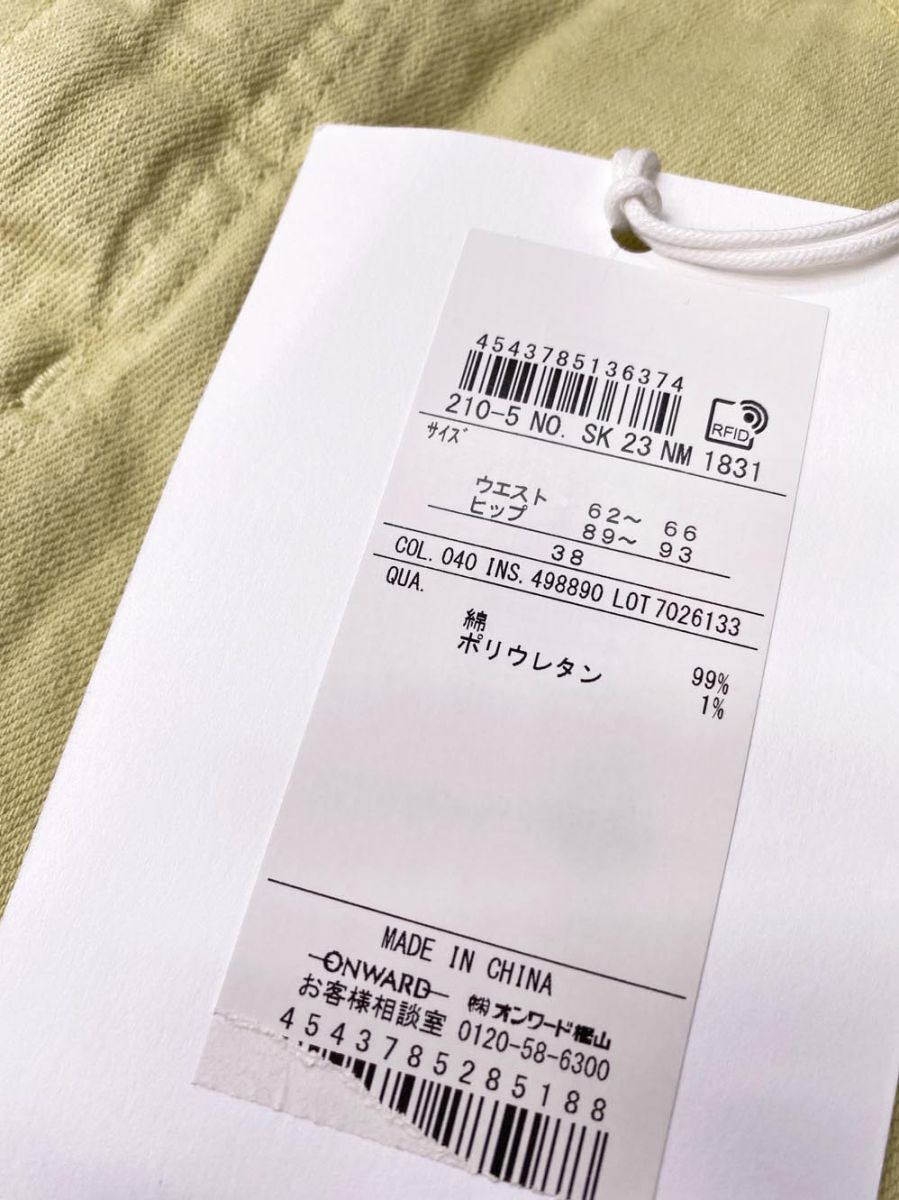 4543785136374
210-5 NO. SK 23 NM 1831
RFID
サイズ
ウエスト 62～ 66
ヒップ 89～ 93
38
COL. 040 INS. 498890 LOT 7026133
QUA.
綿 99%
ポリウレタン 1%
MADE IN CHINA
ONWARD ㈱オンワード樫山
お客様相談室 0120-58-6300
4543785285188